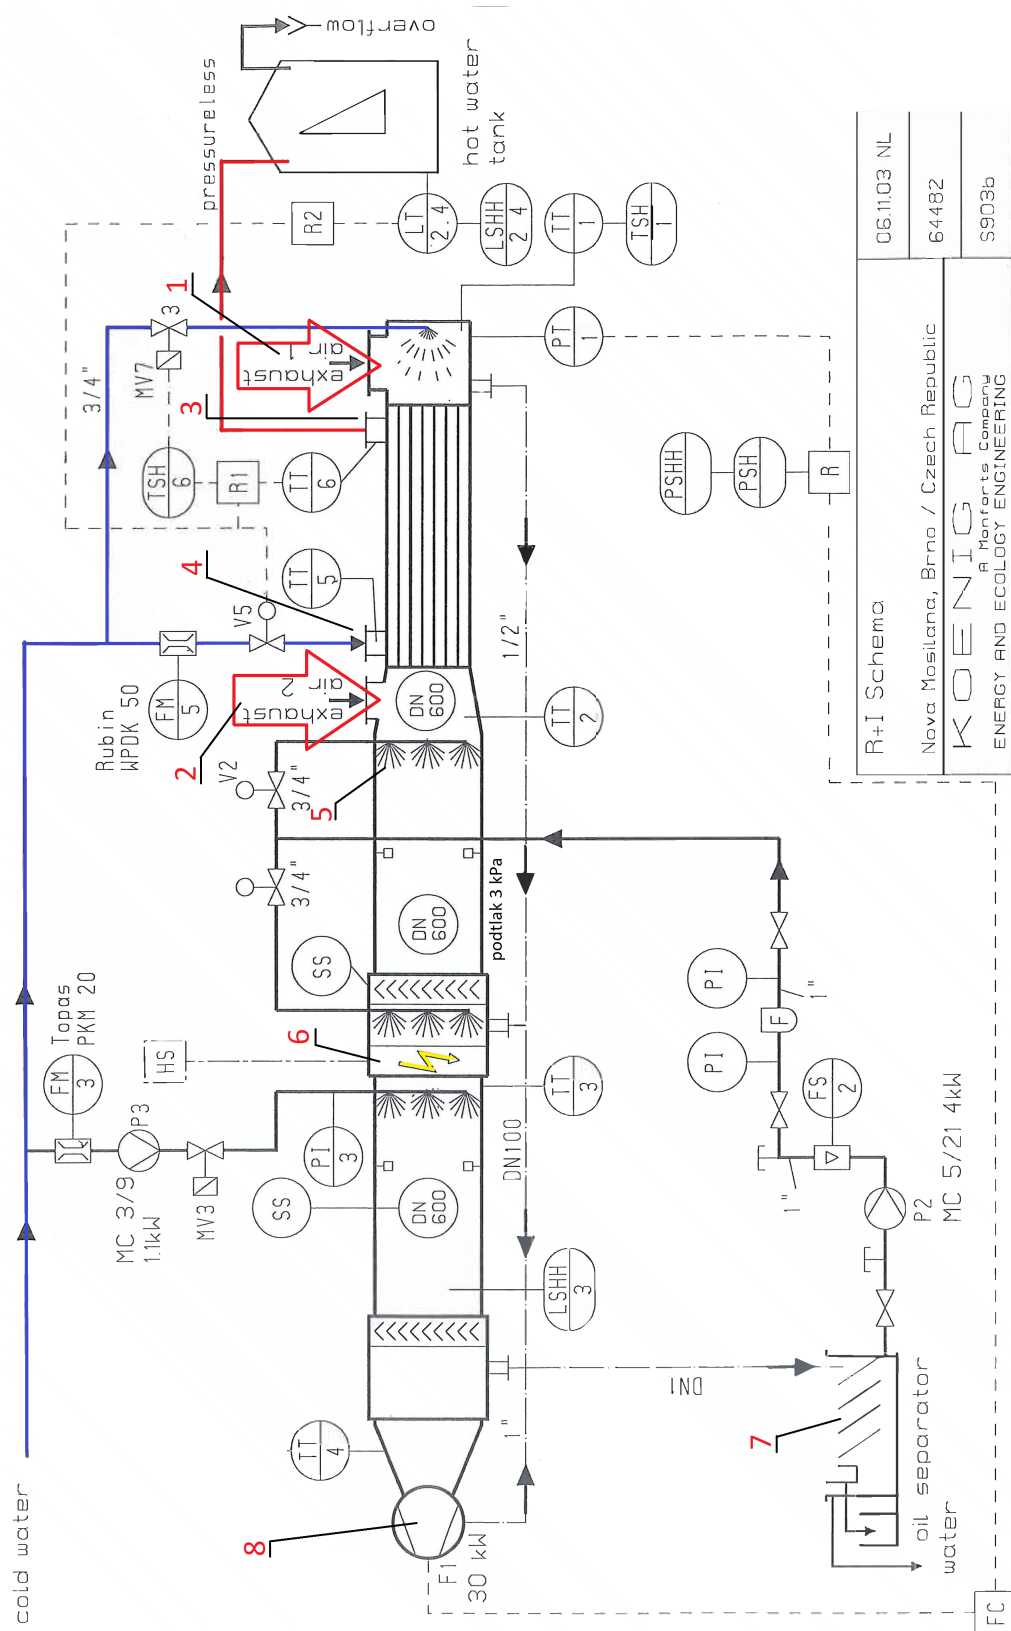 cold water
overflow
pressureless
hot water
tank
3/4"
MV7
3
R2
LT
2.4
LSHH
2.4
TT
1
TSH
1
PT
1
1
exhaust
air 1
3
TSH
6
R1
TT
6
TT
5
4
V5
Rubin
WPDK 50
FM
5
2
exhaust
air 2
DN
600
TT
2
1/2"
PSHH
PSH
R
V2
3/4"
5
3/4"
DN
600
podtlak 3 kPa
SS
6
HS
Topas
PKM 20
FM
3
P3
MC 3/9
1.1kW
MV3
PI
3
SS
DN
600
TT
3
DN100
LSHH
3
PI
1"
F
PI
FS
2
1"
P2
MC 5/21 4kW
DN1
TT
4
1"
8
F1
30 kW
7
oil separator
water
FC
R+I Schema
06.11.03 NL
Nova Mosilana, Brno / Czech Republic
64482
KOENIG AG
A Monforts Company
ENERGY AND ECOLOGY ENGINEERING
S903b